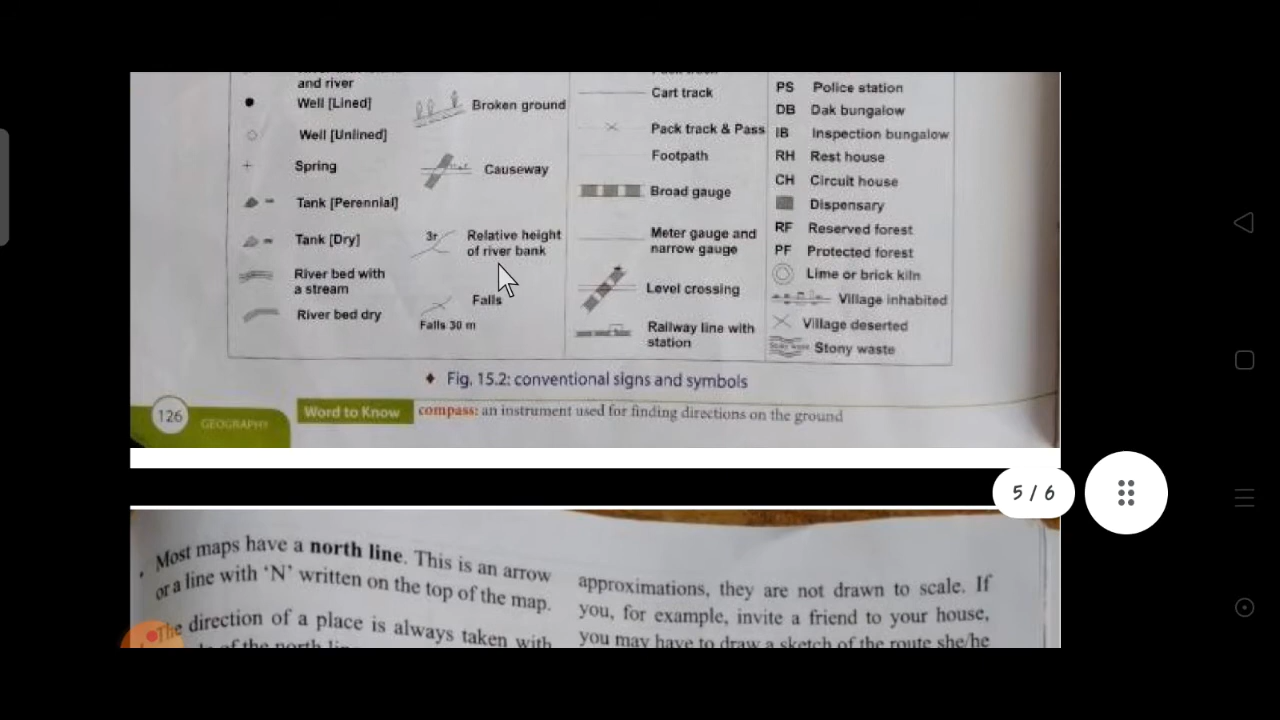 and river
Well [Lined]
Well [Unlined]
Spring
Tank [Perennial]
Tank [Dry]
River bed with
a stream
River bed dry
Broken ground
Causeway
3r
Relative height
of river bank
Falls
Falls 30 m
Cart track
Pack track & Pass
Footpath
Broad gauge
Meter gauge and
narrow gauge
Level crossing
Railway line with
station
PS Police station
DB Dak bungalow
IB Inspection bungalow
RH Rest house
CH Circuit house
Dispensary
RF Reserved forest
PF Protected forest
Lime or brick kiln
Village inhabited
Village deserted
Stony waste Stony waste
Fig. 15.2: conventional signs and symbols
126 GEOGRAPHY
Word to Know compass: an instrument used for finding directions on the ground
5 / 6
Most maps have a north line. This is an arrow
or a line with 'N' written on the top of the map.
The direction of a place is always taken with
of the north
approximations, they are not drawn to scale. If
you, for example, invite a friend to your house,
you may have to draw a sketch of the route she/he